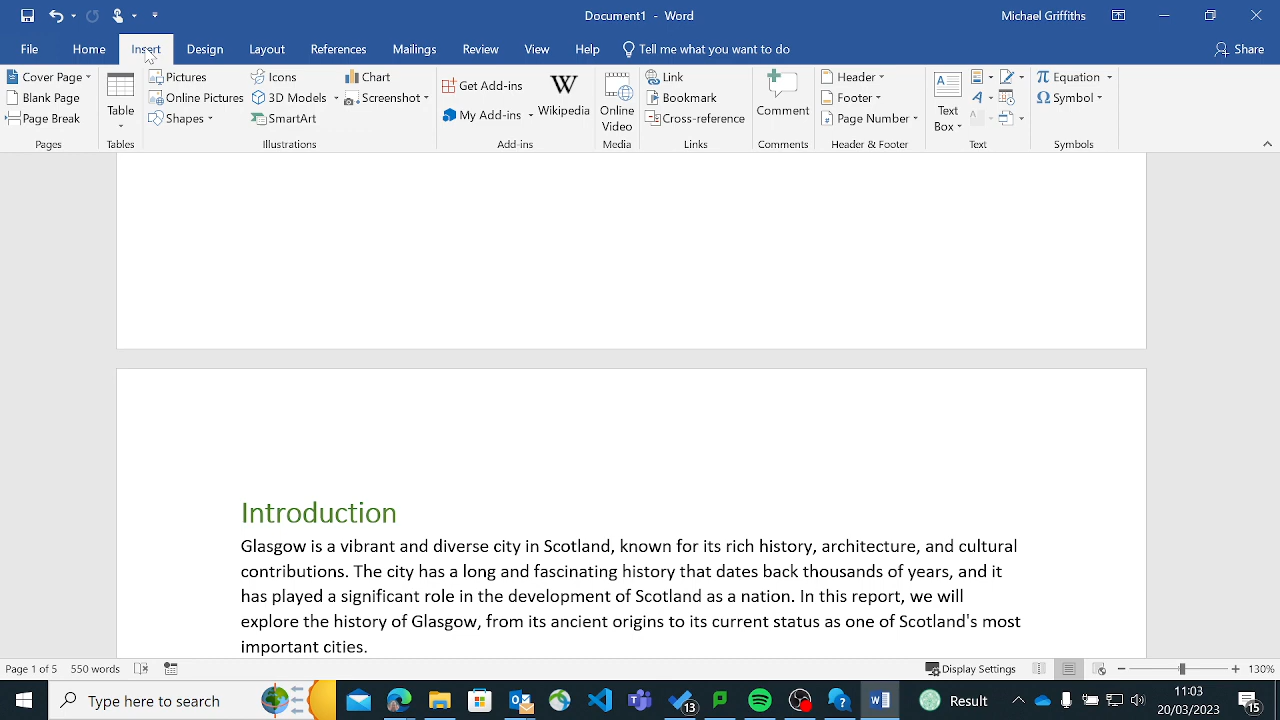 Document1 - Word
Michael Griffiths
File Home Insert Design Layout References Mailings Review View Help Tell me what you want to do Share
Cover Page
Blank Page
Page Break
Pages
Table
Tables
Pictures
Online Pictures
Shapes
Icons
3D Models
SmartArt
Chart
Screenshot
Illustrations
Get Add-ins
My Add-ins
W
Wikipedia
Add-ins
Online
Video
Media
Link
Bookmark
Cross-reference
Links
Comment
Comments
Header
Footer
Page Number
Header & Footer
Text
Box
Text
π Equation
Ω Symbol
Symbols
Introduction
Glasgow is a vibrant and diverse city in Scotland, known for its rich history, architecture, and cultural
contributions. The city has a long and fascinating history that dates back thousands of years, and it
has played a significant role in the development of Scotland as a nation. In this report, we will
explore the history of Glasgow, from its ancient origins to its current status as one of Scotland's most
important cities.
Page 1 of 5 550 words Display Settings 130%
Type here to search 13 Result 11:03 15
20/03/2023